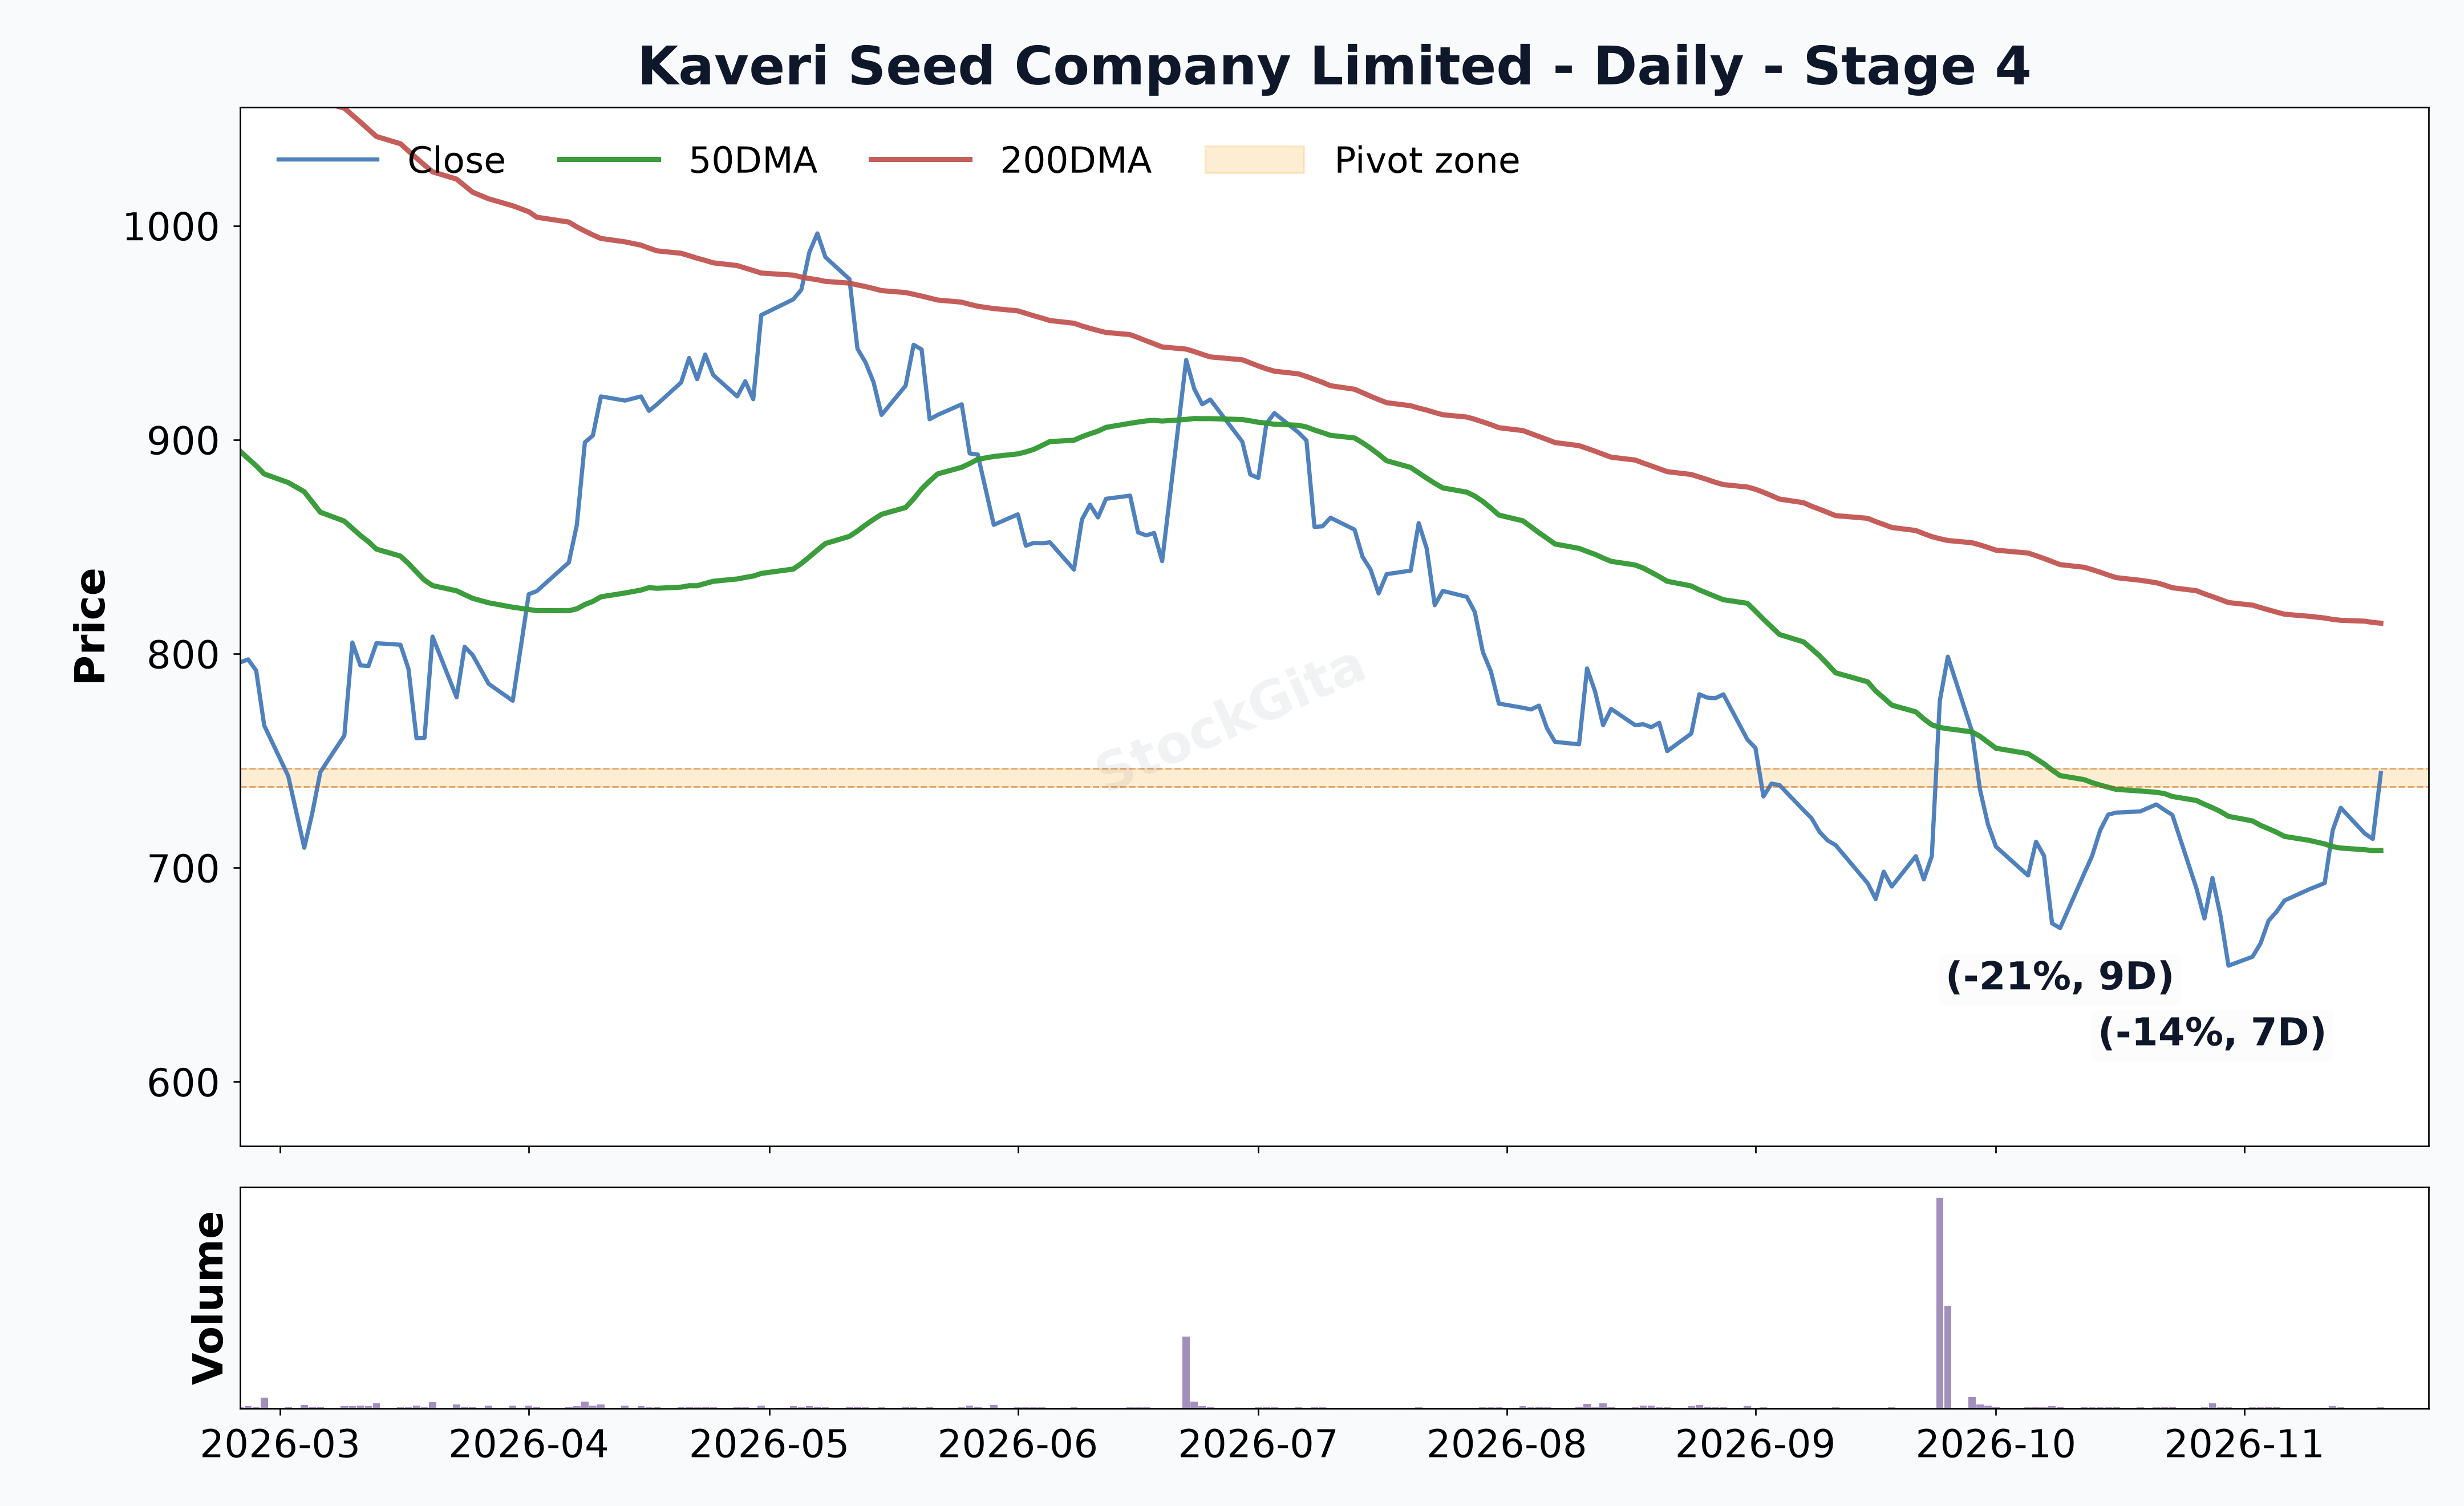 Kaveri Seed Company Limited - Daily - Stage 4
Close 50DMA 200DMA Pivot zone
Price
1000
900
800
700
600
StockGita
(-21%, 9D)
(-14%, 7D)
Volume
2026-03 2026-04 2026-05 2026-06 2026-07 2026-08 2026-09 2026-10 2026-11